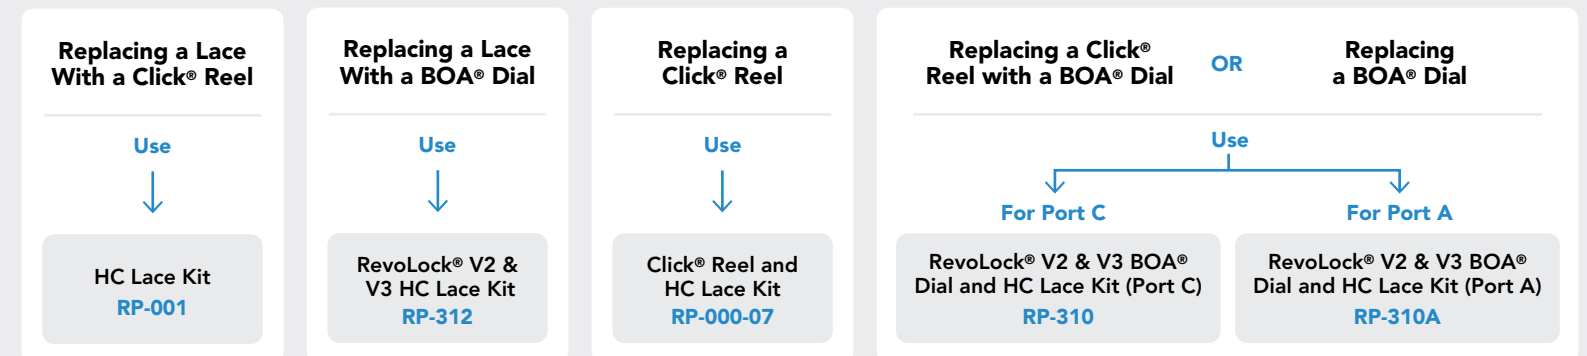 Replacing a Lace
With a Click® Reel
Use
HC Lace Kit
RP-001
Replacing a Lace
With a BOA® Dial
Use
RevoLock® V2 &
V3 HC Lace Kit
RP-312
Replacing a
Click® Reel
Use
Click® Reel and
HC Lace Kit
RP-000-07
Replacing a Click®
Reel with a BOA® Dial
OR
Replacing
a BOA® Dial
Use
For Port C
RevoLock® V2 & V3 BOA®
Dial and HC Lace Kit (Port C)
RP-310
For Port A
RevoLock® V2 & V3 BOA®
Dial and HC Lace Kit (Port A)
RP-310A